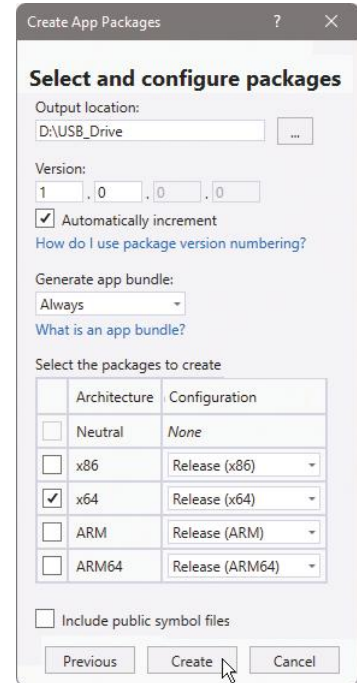 Create App Packages ? ×
Select and configure packages
Output location:
D:\USB_Drive ...
Version:
1 . 0 . 0 . 0
Automatically increment
How do I use package version numbering?
Generate app bundle:
Always
What is an app bundle?
Select the packages to create
Architecture Configuration
Neutral None
x86 Release (x86)
x64 Release (x64)
ARM Release (ARM)
ARM64 Release (ARM64)
Include public symbol files
Previous Create Cancel